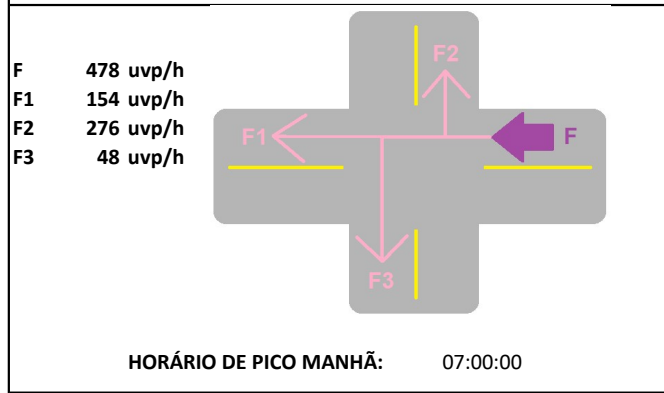 F 478 uvp/h
F1 154 uvp/h
F2 276 uvp/h
F3 48 uvp/h
F2
F1
F
F3
HORÁRIO DE PICO MANHÃ: 07:00:00